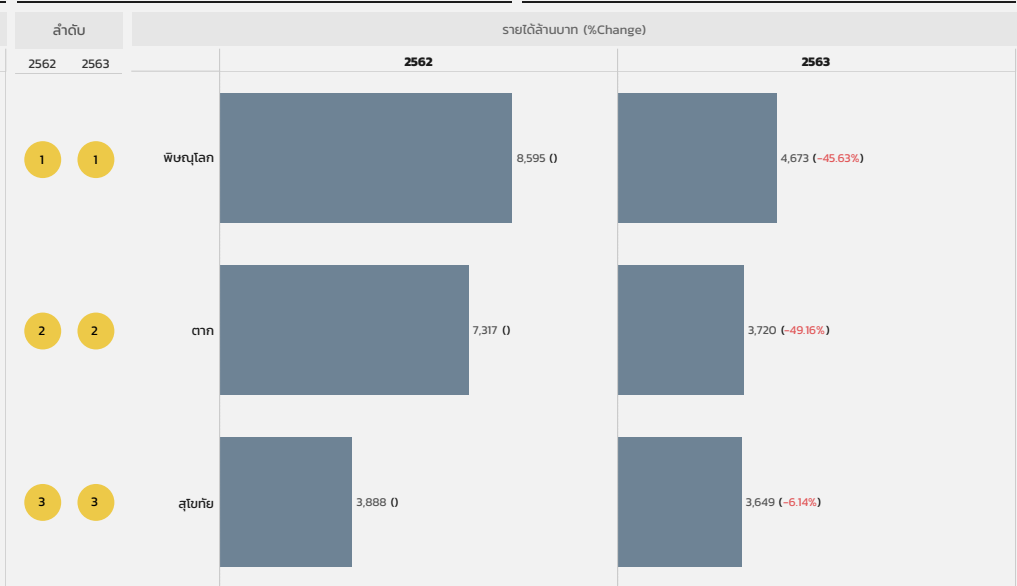 ลำดับ รายได้ล้านบาท (%Change)
2562 2563 2562 2563
1 1 พิษณุโลก 8,595 () 4,673 (-45.63%)
2 2 ตาก 7,317 () 3,720 (-49.16%)
3 3 สุโขทัย 3,888 () 3,649 (-6.14%)